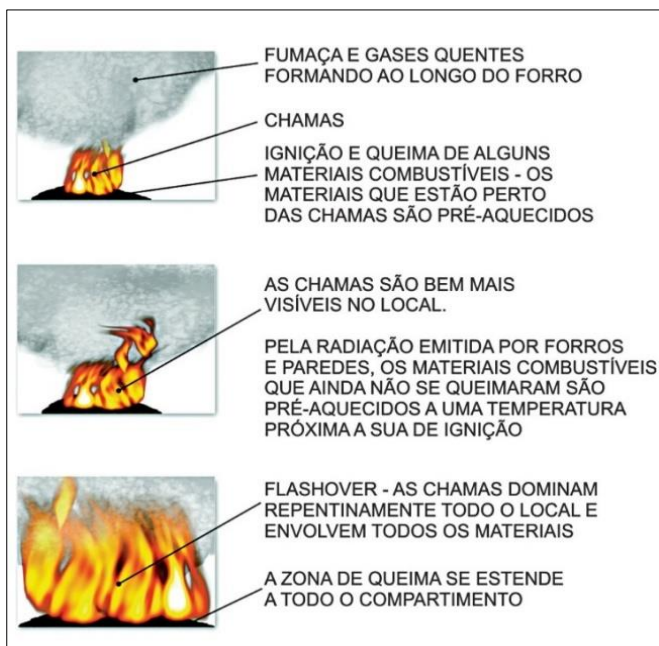 FUMAÇA E GASES QUENTES
FORMANDO AO LONGO DO FORRO
CHAMAS
IGNIÇÃO E QUEIMA DE ALGUNS
MATERIAIS COMBUSTÍVEIS - OS
MATERIAIS QUE ESTÃO PERTO
DAS CHAMAS SÃO PRÉ-AQUECIDOS
AS CHAMAS SÃO BEM MAIS
VISÍVEIS NO LOCAL.
PELA RADIAÇÃO EMITIDA POR FORROS
E PAREDES, OS MATERIAIS COMBUSTÍVEIS
QUE AINDA NÃO SE QUEIMARAM SÃO
PRÉ-AQUECIDOS A UMA TEMPERATURA
PRÓXIMA A SUA DE IGNIÇÃO
FLASHOVER - AS CHAMAS DOMINAM
REPENTINAMENTE TODO O LOCAL E
ENVOLVEM TODOS OS MATERIAIS
A ZONA DE QUEIMA SE ESTENDE
A TODO O COMPARTIMENTO